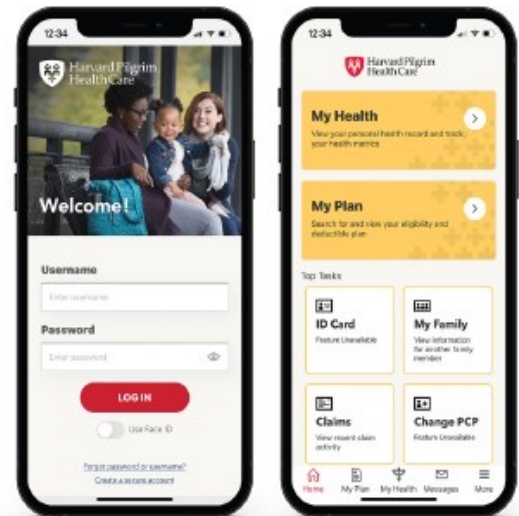 12:34
Harvard Pilgrim
HealthCare
Welcome!
Username
Enter username
Password
Enter password
LOG IN
Use Face ID
Forgot password or username?
Create a secure account
12:34
Harvard Pilgrim
HealthCare
My Health
View your personal health record and track
your health metrics
My Plan
Search for and view your eligibility and
deductible plan
Top Tasks
ID Card
Feature Unavailable
My Family
View information
for another family
member
Claims
View recent claim
activity
Change PCP
Feature Unavailable
Home
My Plan
My Health
Messages
More